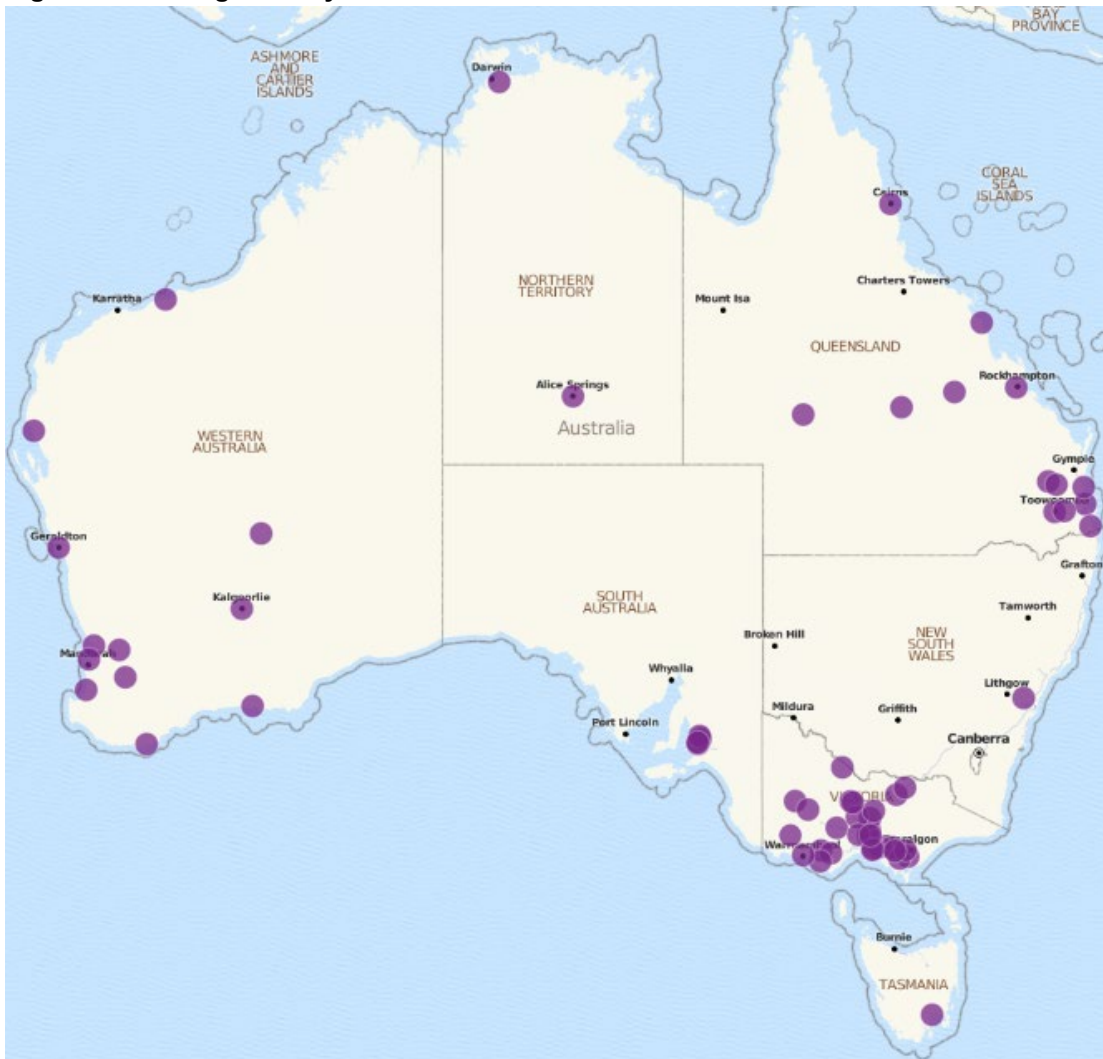 BAY
PROVINCE
ASHMORE
AND
CARTIER
ISLANDS
Darwin
CORAL
SEA
ISLANDS
Cairns
NORTHERN
TERRITORY
Karratha
Mount Isa
Charters Towers
QUEENSLAND
Alice Springs
Rockhampton
Australia
WESTERN
AUSTRALIA
Gympie
Geraldton
Grafton
Kalgoorlie
SOUTH
AUSTRALIA
Tamworth
Broken Hill
NEW
SOUTH
WALES
Whyalla
Lithgow
Mildura
Griffith
Port Lincoln
Canberra
Burnie
TASMANIA